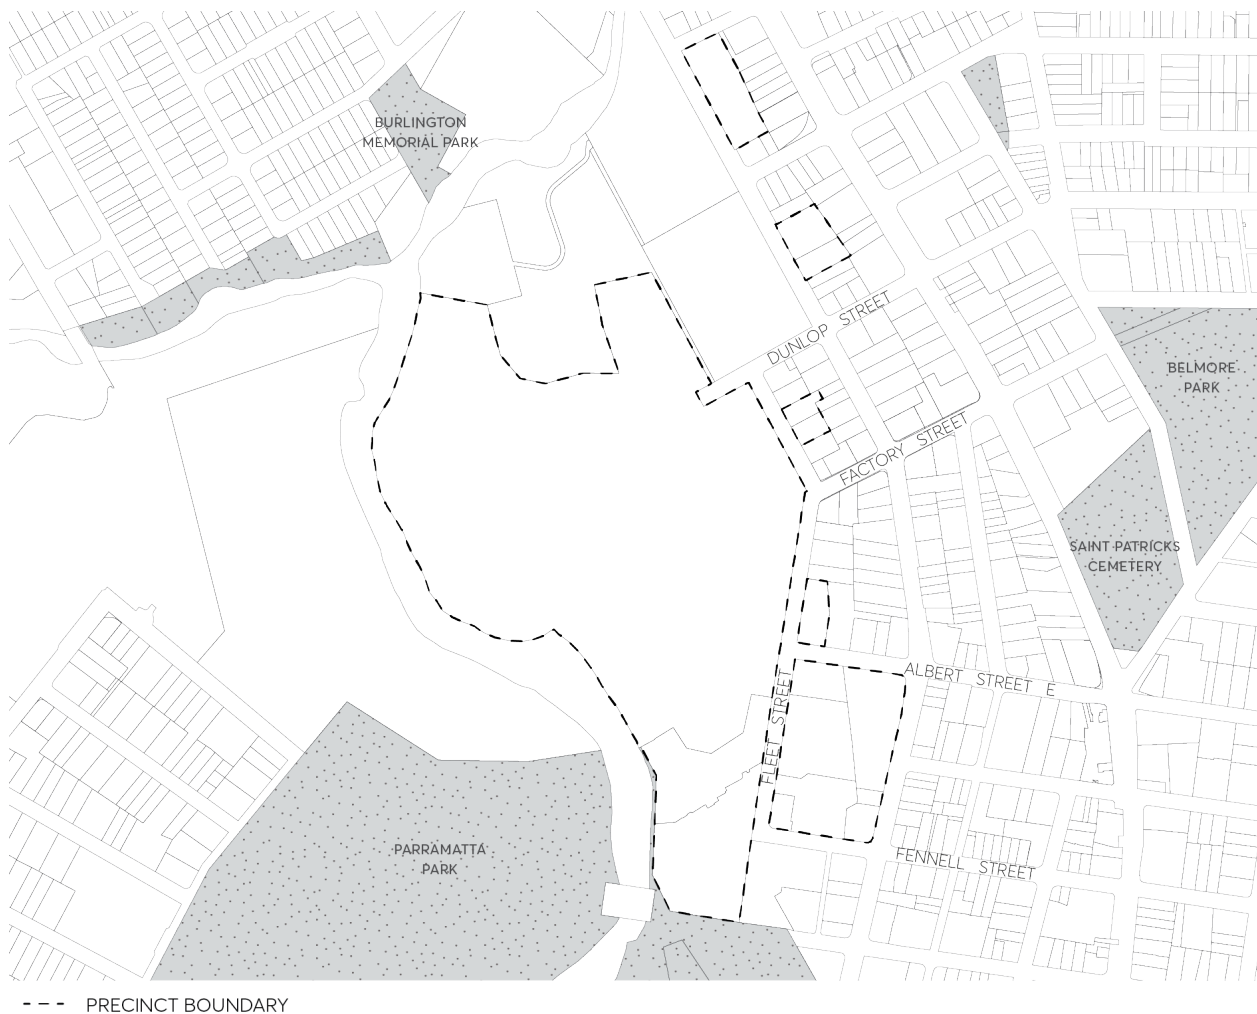 BURLINGTON
MEMORIAL PARK
DUNLOP STREET
BELMORE
PARK
FACTORY STREET
SAINT PATRICKS
CEMETERY
ALBERT STREET E
FLEET STREET
PARRAMATTA
PARK
FENNELL STREET
PRECINCT BOUNDARY